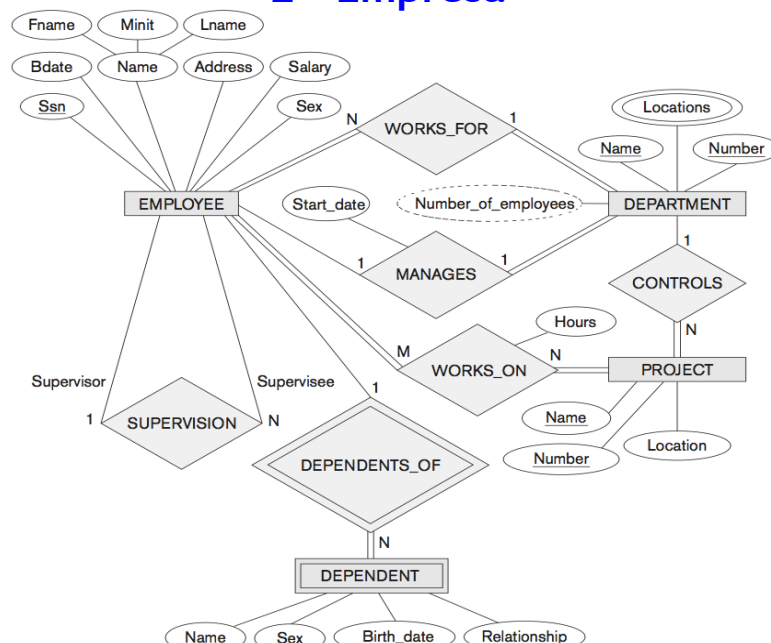 Fname Minit Lname
Bdate Name Address Salary
Ssn Sex
N WORKS_FOR 1
Locations
Name Number
EMPLOYEE Start_date Number_of_employees DEPARTMENT
1 MANAGES 1
1
CONTROLS
N
Hours
M WORKS_ON N PROJECT
Supervisor Supervisee 1
1 SUPERVISION N
Name
Number Location
DEPENDENTS_OF
N
DEPENDENT
Name Sex Birth_date Relationship